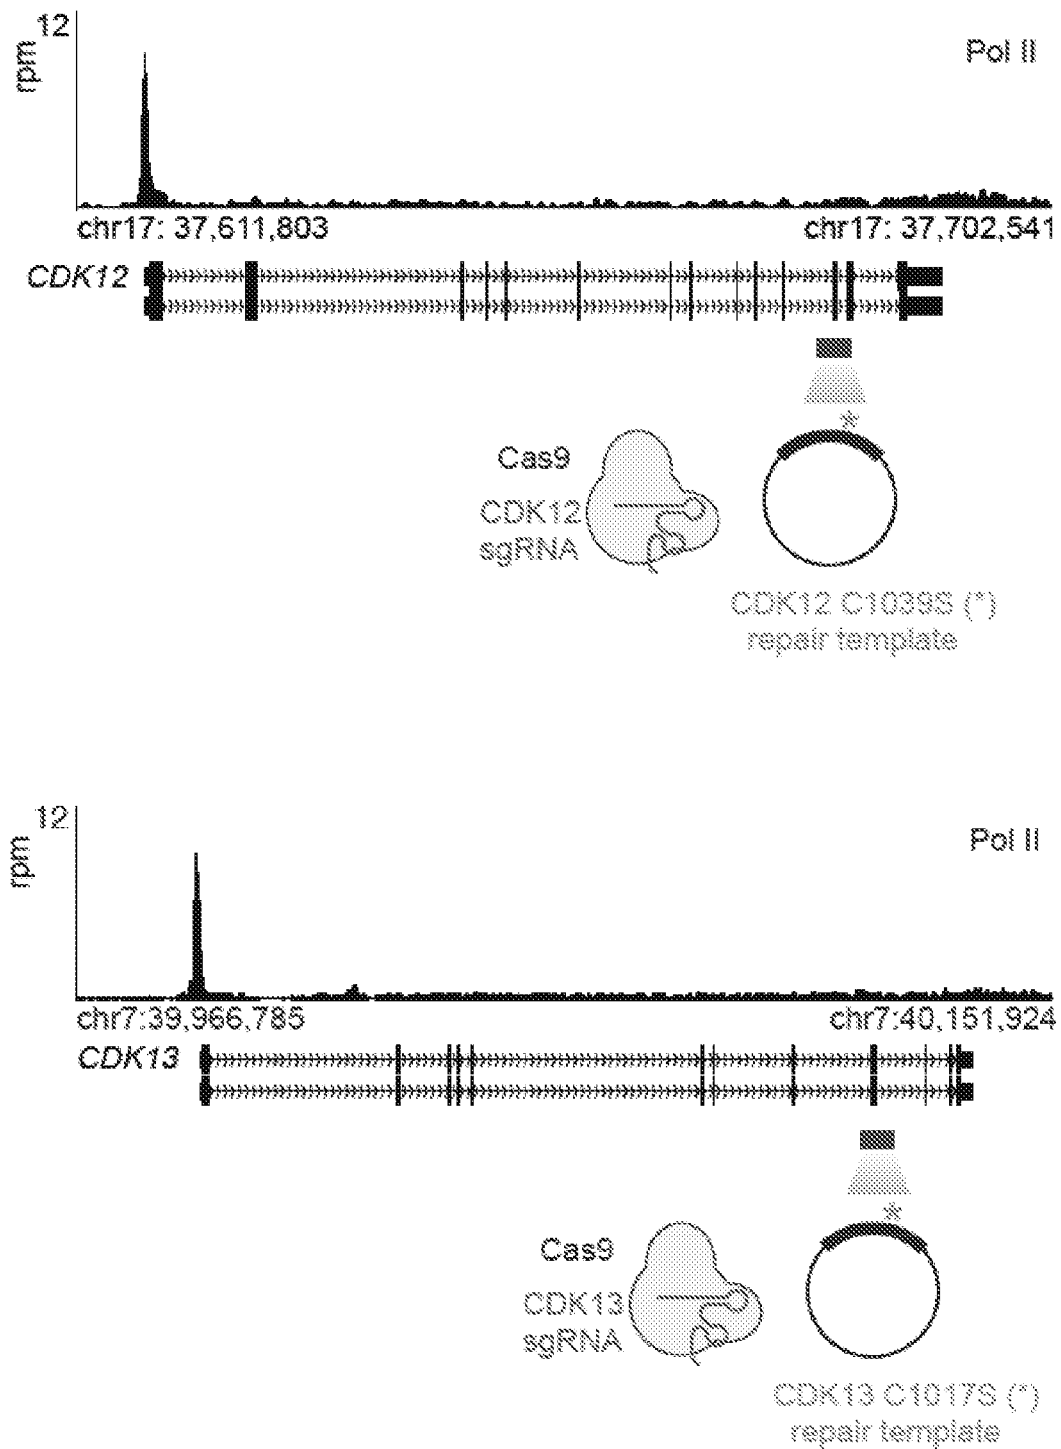 12
rpm
Pol II
chr17: 37,611,803
chr17: 37,702,541
CDK12
Cas9
CDK12
sgRNA
*
CDK12 C1039S (*)
repair template
12
rpm
Pol II
chr7:39,966,785
chr7:40,151,924
CDK13
Cas9
CDK13
sgRNA
*
CDK13 C1017S (*)
repair template